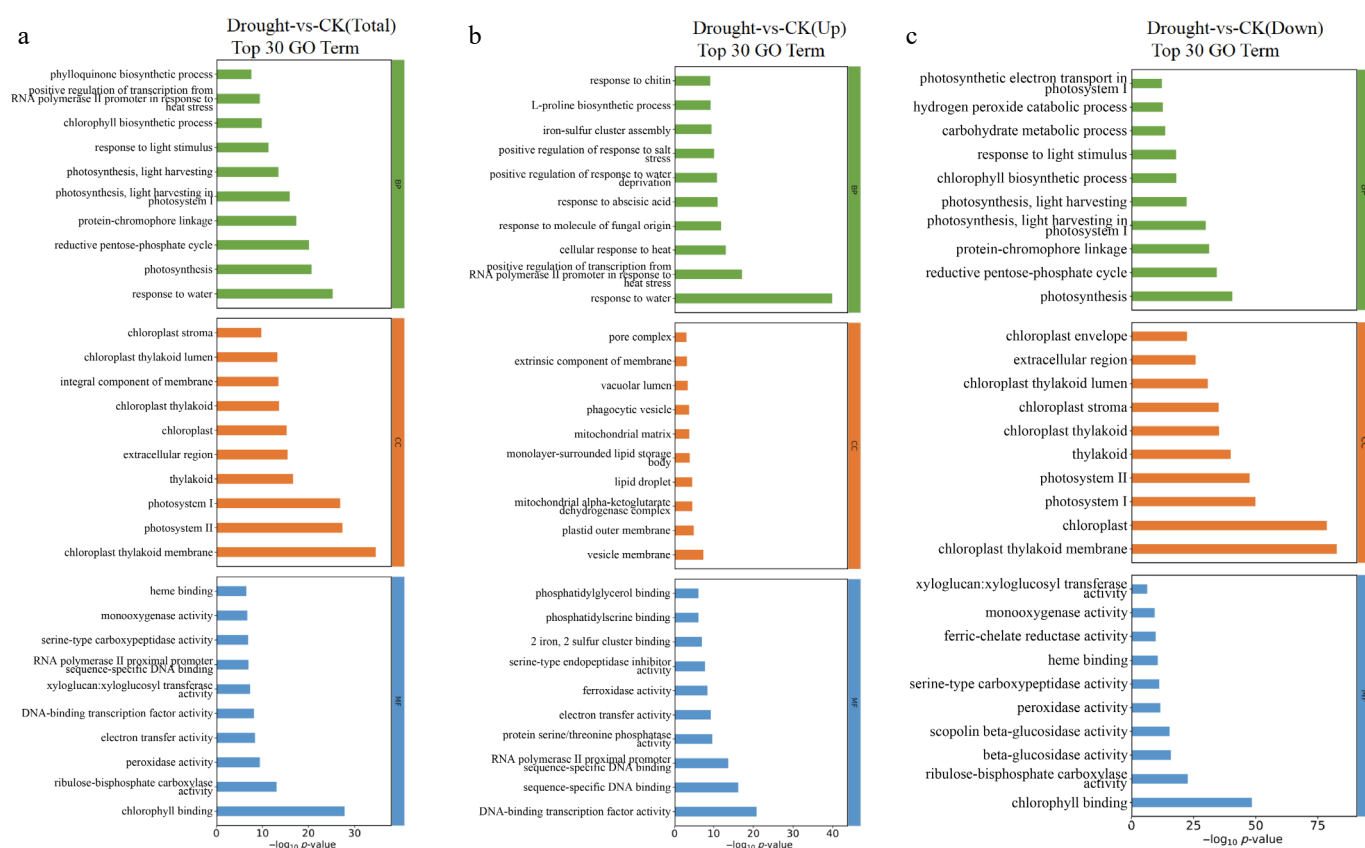 a
Drought-vs-CK(Total)
Top 30 GO Term
phylloquinone biosynthetic process
positive regulation of transcription from
RNA polymerase II promoter in response to
heat stress
chlorophyll biosynthetic process
response to light stimulus
photosynthesis, light harvesting
photosynthesis, light harvesting in
photosystem I
protein-chromophore linkage
reductive pentose-phosphate cycle
photosynthesis
response to water
BP
chloroplast stroma
chloroplast thylakoid lumen
integral component of membrane
chloroplast thylakoid
chloroplast
extracellular region
thylakoid
photosystem I
photosystem II
chloroplast thylakoid membrane
CC
heme binding
monooxygenase activity
serine-type carboxypeptidase activity
RNA polymerase II proximal promoter
sequence-specific DNA binding
xyloglucan:xyloglucosyl transferase
activity
DNA-binding transcription factor activity
electron transfer activity
peroxidase activity
ribulose-bisphosphate carboxylase
activity
chlorophyll binding
MF
0 10 20 30
−log10 p-value
b
Drought-vs-CK(Up)
Top 30 GO Term
response to chitin
L-proline biosynthetic process
iron-sulfur cluster assembly
positive regulation of response to salt
stress
positive regulation of response to water
deprivation
response to abscisic acid
response to molecule of fungal origin
cellular response to heat
positive regulation of transcription from
RNA polymerase II promoter in response to
heat stress
response to water
BP
pore complex
extrinsic component of membrane
vacuolar lumen
phagocytic vesicle
mitochondrial matrix
monolayer-surrounded lipid storage
body
lipid droplet
mitochondrial alpha-ketoglutarate
dehydrogenase complex
plastid outer membrane
vesicle membrane
CC
phosphatidylglycerol binding
phosphatidylserine binding
2 iron, 2 sulfur cluster binding
serine-type endopeptidase inhibitor
activity
ferroxidase activity
electron transfer activity
protein serine/threonine phosphatase
activity
RNA polymerase II proximal promoter
sequence-specific DNA binding
sequence-specific DNA binding
DNA-binding transcription factor activity
MF
0 10 20 30 40
−log10 p-value
c
Drought-vs-CK(Down)
Top 30 GO Term
photosynthetic electron transport in
photosystem I
hydrogen peroxide catabolic process
carbohydrate metabolic process
response to light stimulus
chlorophyll biosynthetic process
photosynthesis, light harvesting
photosynthesis, light harvesting in
photosystem I
protein-chromophore linkage
reductive pentose-phosphate cycle
photosynthesis
BP
chloroplast envelope
extracellular region
chloroplast thylakoid lumen
chloroplast stroma
chloroplast thylakoid
thylakoid
photosystem II
photosystem I
chloroplast
chloroplast thylakoid membrane
CC
xyloglucan:xyloglucosyl transferase
activity
monooxygenase activity
ferric-chelate reductase activity
heme binding
serine-type carboxypeptidase activity
peroxidase activity
scopolin beta-glucosidase activity
beta-glucosidase activity
ribulose-bisphosphate carboxylase
activity
chlorophyll binding
MF
0 25 50 75
−log10 p-value